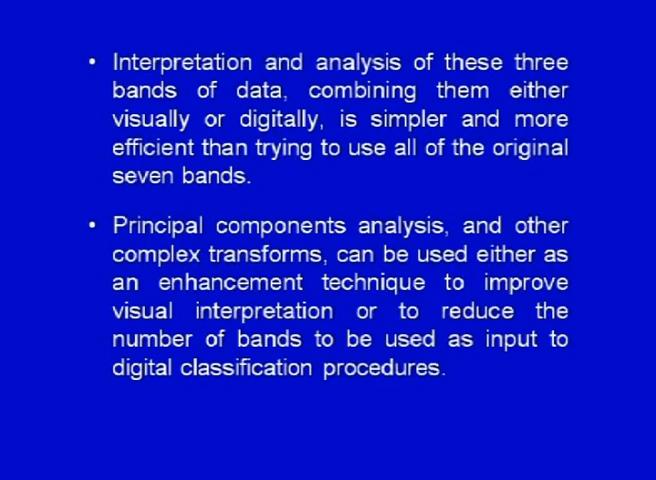 • Interpretation and analysis of these three
bands of data, combining them either
visually or digitally, is simpler and more
efficient than trying to use all of the original
seven bands.
• Principal components analysis, and other
complex transforms, can be used either as
an enhancement technique to improve
visual interpretation or to reduce the
number of bands to be used as input to
digital classification procedures.